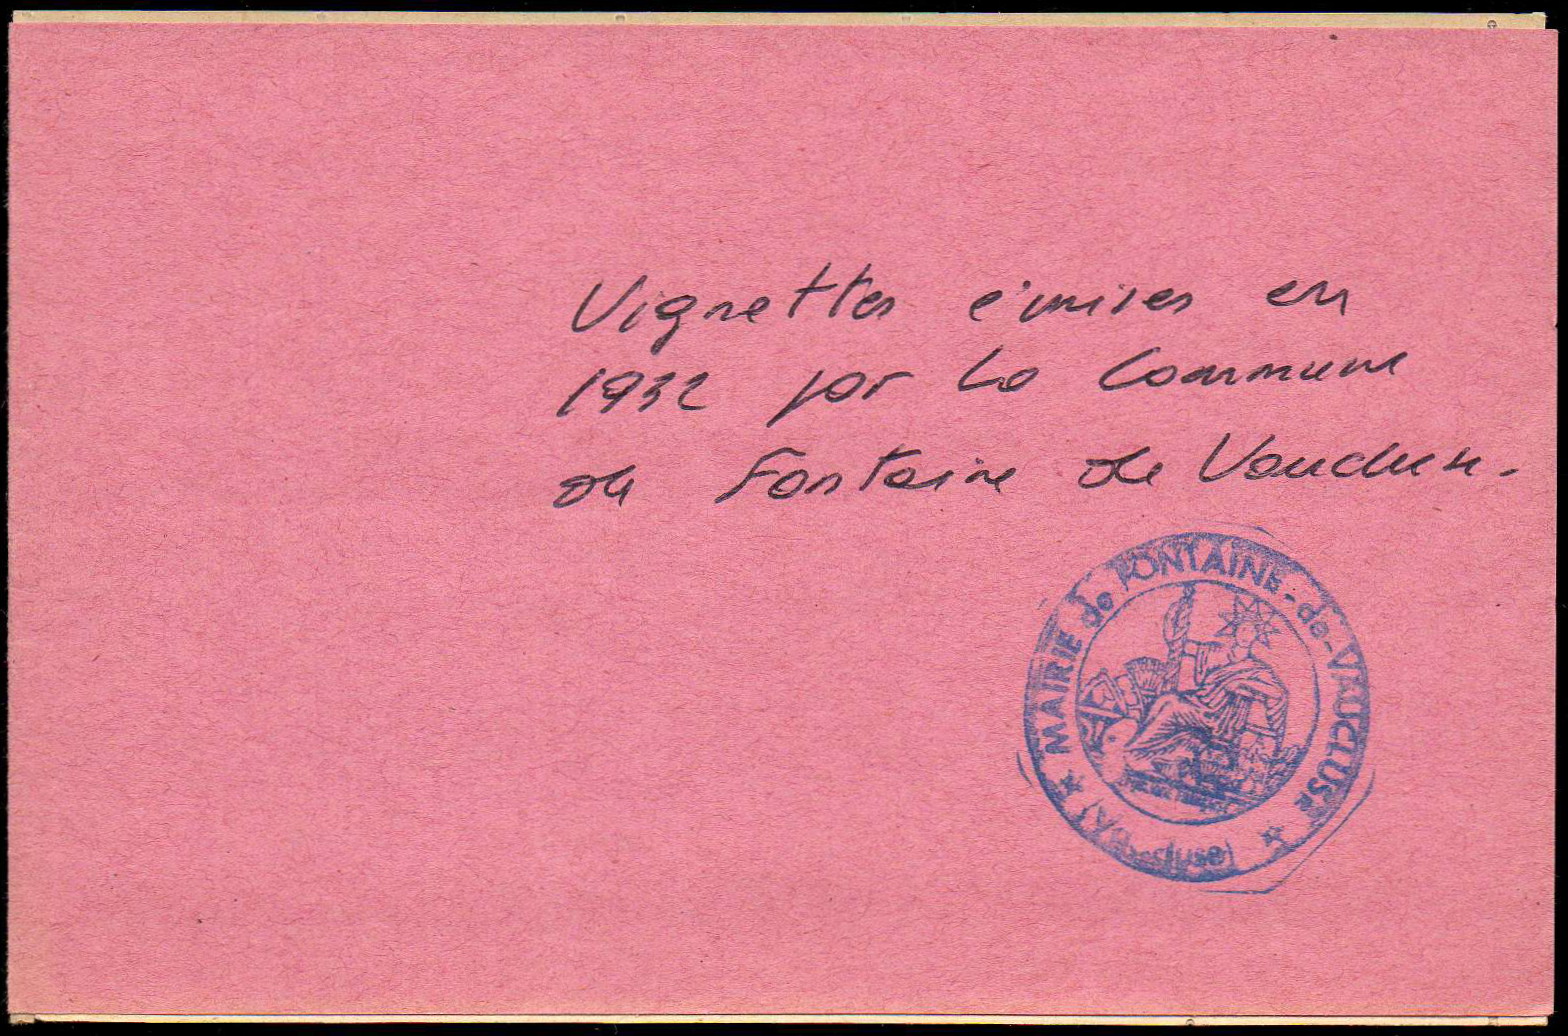 Vignettes émises en
1932 par la Commune
de Fontaine de Vaucluse.
★ MAIRIE de FONTAINE-de-VAUCLUSE ★
(Vaucluse)